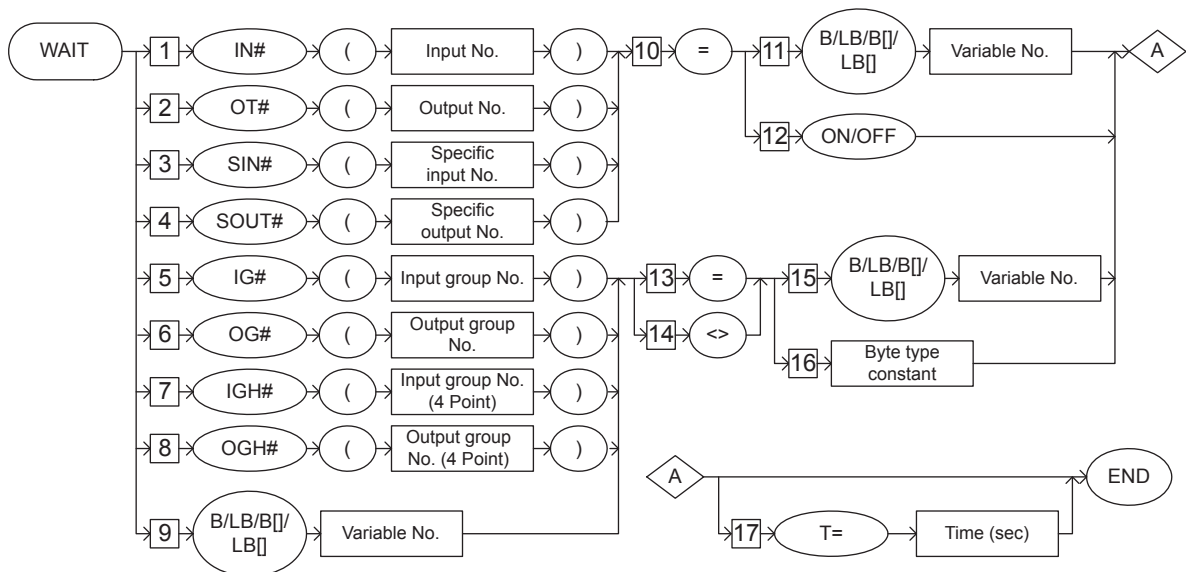 WAIT 1 IN# ( Input No. ) 10 = 11 B/LB/B[]/
LB[] Variable No. A
2 OT# ( Output No. ) 12 ON/OFF
3 SIN# ( Specific
input No. )
4 SOUT# ( Specific
output No. )
5 IG# ( Input group No. ) 13 = 15 B/LB/B[]/
LB[] Variable No.
6 OG# ( Output group
No. ) 14 <> 16 Byte type
constant
7 IGH# ( Input group No.
(4 Point) )
8 OGH# ( Output group
No. (4 Point) )
9 B/LB/B[]/
LB[] Variable No.
A END
17 T= Time (sec)